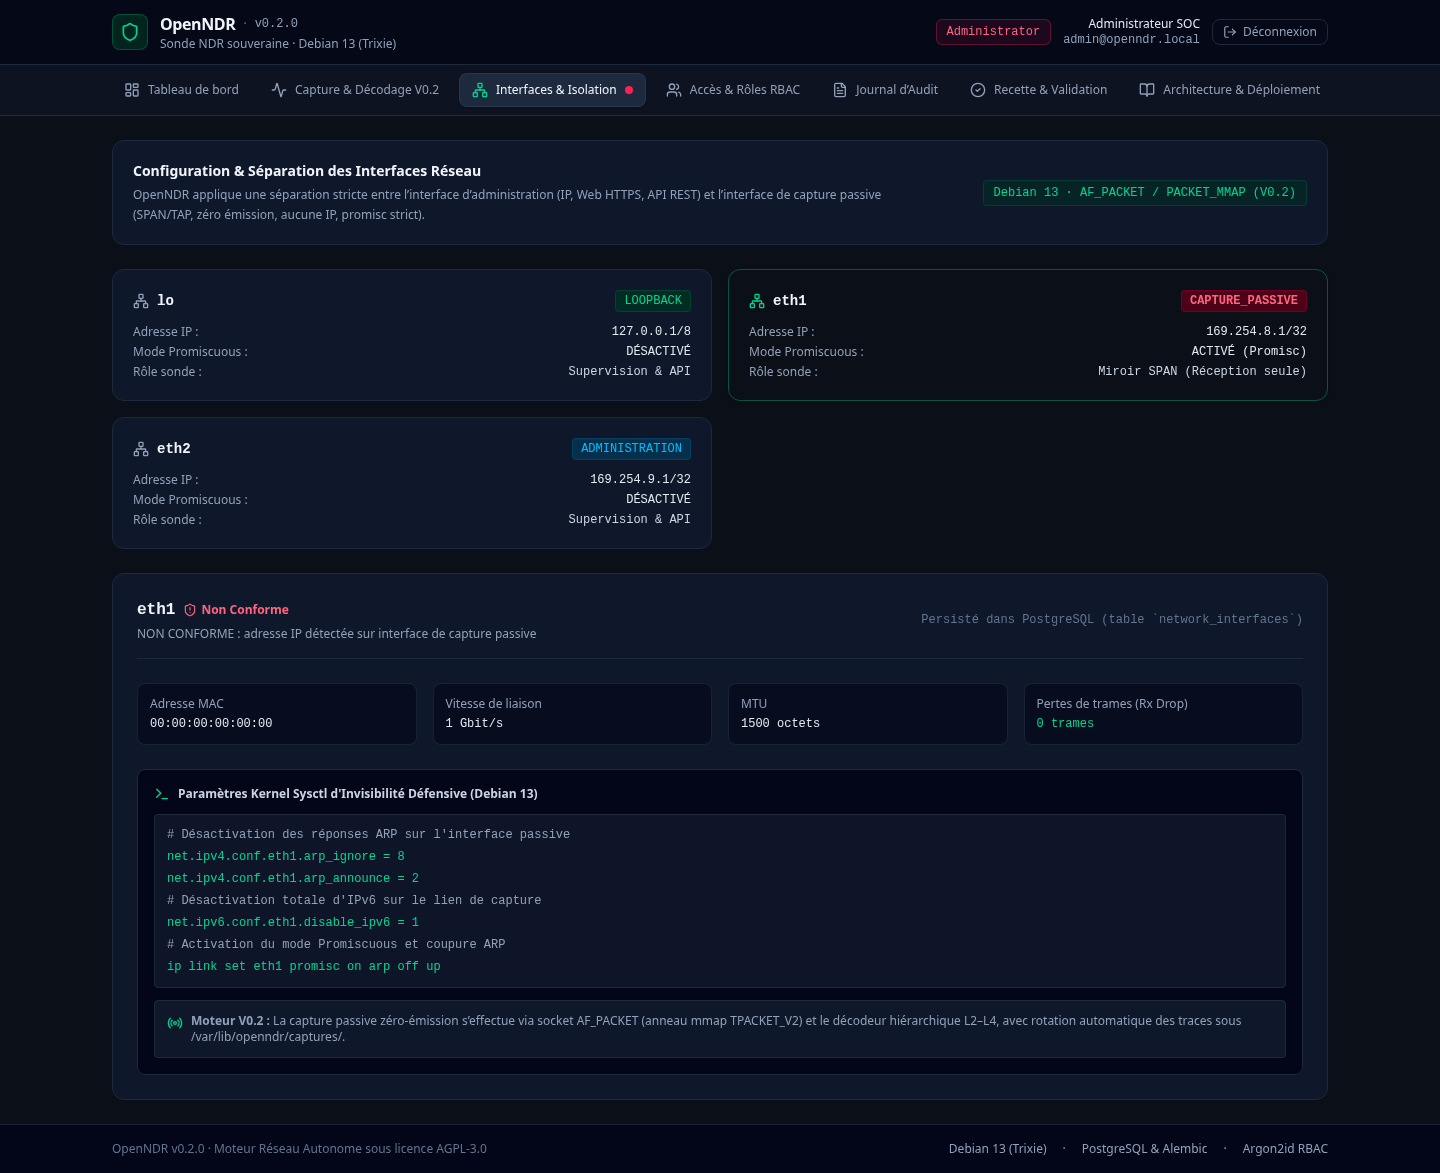 OpenNDR · v0.2.0
Sonde NDR souveraine · Debian 13 (Trixie)
Administrator
Administrateur SOC
admin@openndr.local
Déconnexion
Tableau de bord
Capture & Décodage V0.2
Interfaces & Isolation
Accès & Rôles RBAC
Journal d’Audit
Recette & Validation
Architecture & Déploiement
Configuration & Séparation des Interfaces Réseau
OpenNDR applique une séparation stricte entre l’interface d’administration (IP, Web HTTPS, API REST) et l’interface de capture passive
(SPAN/TAP, zéro émission, aucune IP, promisc strict).
Debian 13 · AF_PACKET / PACKET_MMAP (V0.2)
lo
LOOPBACK
Adresse IP : 127.0.0.1/8
Mode Promiscuous : DÉSACTIVÉ
Rôle sonde : Supervision & API
eth1
CAPTURE_PASSIVE
Adresse IP : 169.254.8.1/32
Mode Promiscuous : ACTIVÉ (Promisc)
Rôle sonde : Miroir SPAN (Réception seule)
eth2
ADMINISTRATION
Adresse IP : 169.254.9.1/32
Mode Promiscuous : DÉSACTIVÉ
Rôle sonde : Supervision & API
eth1 Non Conforme
NON CONFORME : adresse IP détectée sur interface de capture passive
Persisté dans PostgreSQL (table `network_interfaces`)
Adresse MAC
00:00:00:00:00:00
Vitesse de liaison
1 Gbit/s
MTU
1500 octets
Pertes de trames (Rx Drop)
0 trames
Paramètres Kernel Sysctl d'Invisibilité Défensive (Debian 13)
# Désactivation des réponses ARP sur l'interface passive
net.ipv4.conf.eth1.arp_ignore = 8
net.ipv4.conf.eth1.arp_announce = 2
# Désactivation totale d'IPv6 sur le lien de capture
net.ipv6.conf.eth1.disable_ipv6 = 1
# Activation du mode Promiscuous et coupure ARP
ip link set eth1 promisc on arp off up
Moteur V0.2 : La capture passive zéro-émission s’effectue via socket AF_PACKET (anneau mmap TPACKET_V2) et le décodeur hiérarchique L2–L4, avec rotation automatique des traces sous
/var/lib/openndr/captures/.
OpenNDR v0.2.0 · Moteur Réseau Autonome sous licence AGPL-3.0
Debian 13 (Trixie) · PostgreSQL & Alembic · Argon2id RBAC